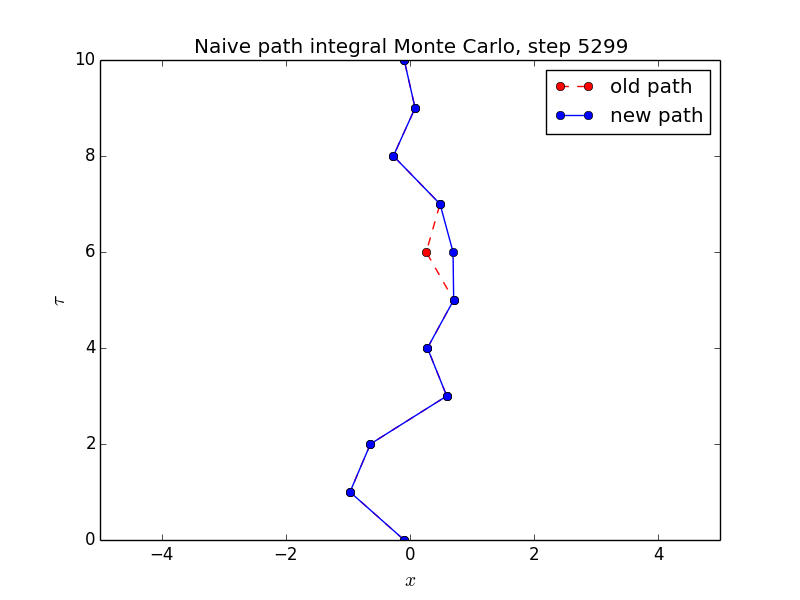 Naive path integral Monte Carlo, step 5299
old path
new path
10
8
6
4
2
0
τ
−4 −2 0 2 4
x